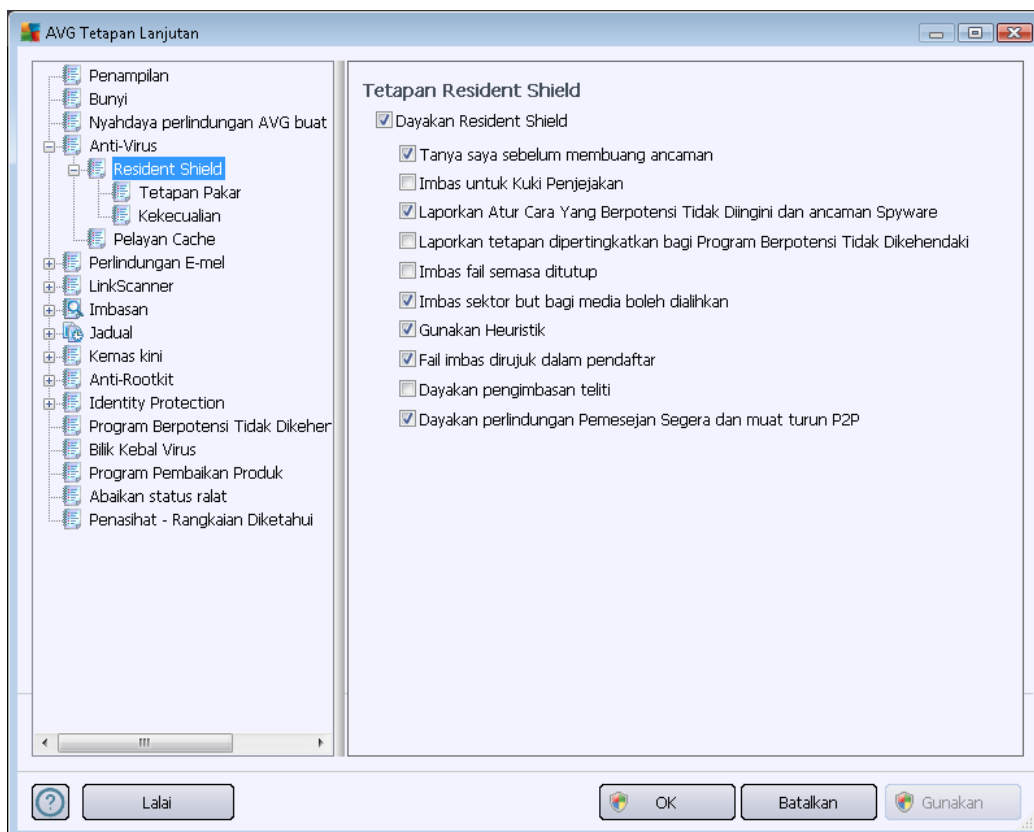 AVG Tetapan Lanjutan
Penampilan
Bunyi
Nyahdaya perlindungan AVG buat
Anti-Virus
Resident Shield
Tetapan Pakar
Kekecualian
Pelayan Cache
Perlindungan E-mel
LinkScanner
Imbasan
Jadual
Kemas kini
Anti-Rootkit
Identity Protection
Program Berpotensi Tidak Dikeher
Bilik Kebal Virus
Program Pembaikan Produk
Abaikan status ralat
Penasihat - Rangkaian Diketahui
Tetapan Resident Shield
Dayakan Resident Shield
Tanya saya sebelum membuang ancaman
Imbas untuk Kuki Penjejakan
Laporkan Atur Cara Yang Berpotensi Tidak Diingini dan ancaman Spyware
Laporkan tetapan dipertingkatkan bagi Program Berpotensi Tidak Dikehendaki
Imbas fail semasa ditutup
Imbas sektor but bagi media boleh dialihkan
Gunakan Heuristik
Fail imbas dirujuk dalam pendaftar
Dayakan pengimbasan teliti
Dayakan perlindungan Pemesejan Segera dan muat turun P2P
Lalai
OK
Batalkan
Gunakan